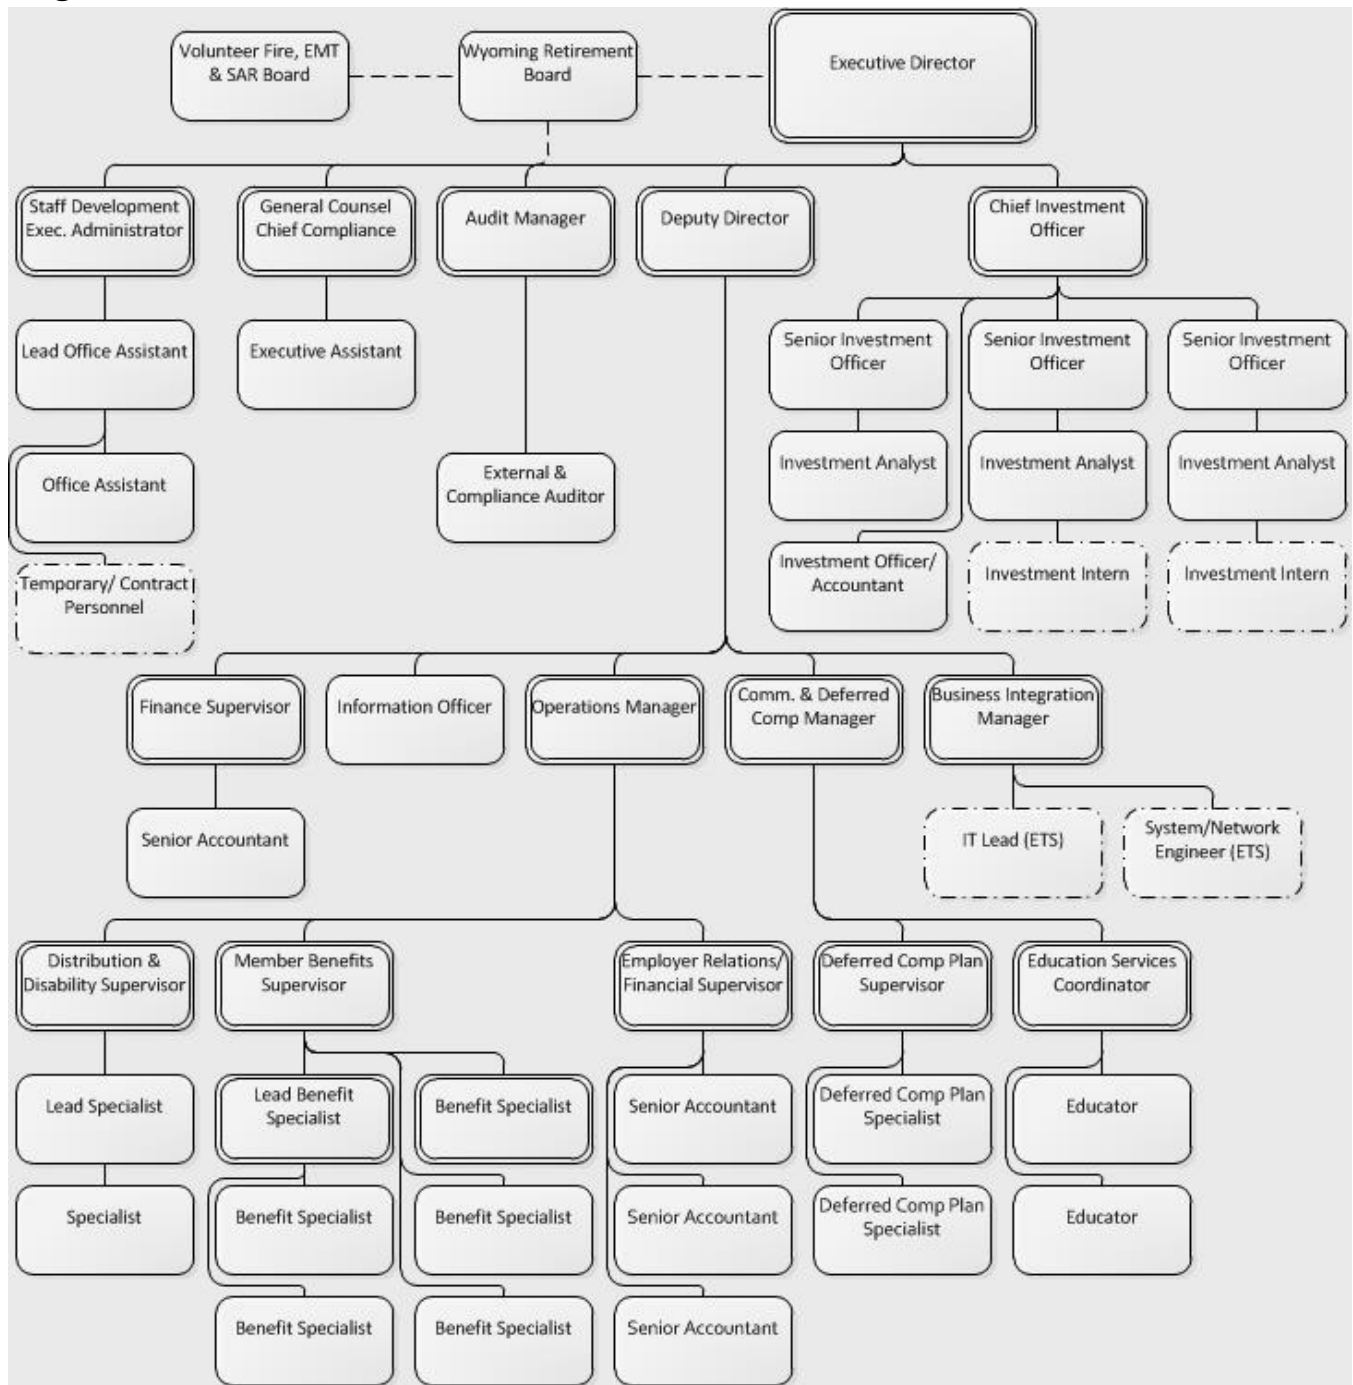 Volunteer Fire, EMT
& SAR Board
Wyoming Retirement
Board
Executive Director
Staff Development
Exec. Administrator
General Counsel
Chief Compliance
Audit Manager
Deputy Director
Chief Investment
Officer
Lead Office Assistant
Executive Assistant
Senior Investment
Officer
Senior Investment
Officer
Senior Investment
Officer
Office Assistant
External &
Compliance Auditor
Investment Analyst
Investment Analyst
Investment Analyst
Temporary/ Contract
Personnel
Investment Officer/
Accountant
Investment Intern
Investment Intern
Finance Supervisor
Information Officer
Operations Manager
Comm. & Deferred
Comp Manager
Business Integration
Manager
Senior Accountant
IT Lead (ETS)
System/Network
Engineer (ETS)
Distribution &
Disability Supervisor
Member Benefits
Supervisor
Employer Relations/
Financial Supervisor
Deferred Comp Plan
Supervisor
Education Services
Coordinator
Lead Specialist
Lead Benefit
Specialist
Benefit Specialist
Senior Accountant
Deferred Comp Plan
Specialist
Educator
Specialist
Benefit Specialist
Benefit Specialist
Senior Accountant
Deferred Comp Plan
Specialist
Educator
Benefit Specialist
Benefit Specialist
Senior Accountant